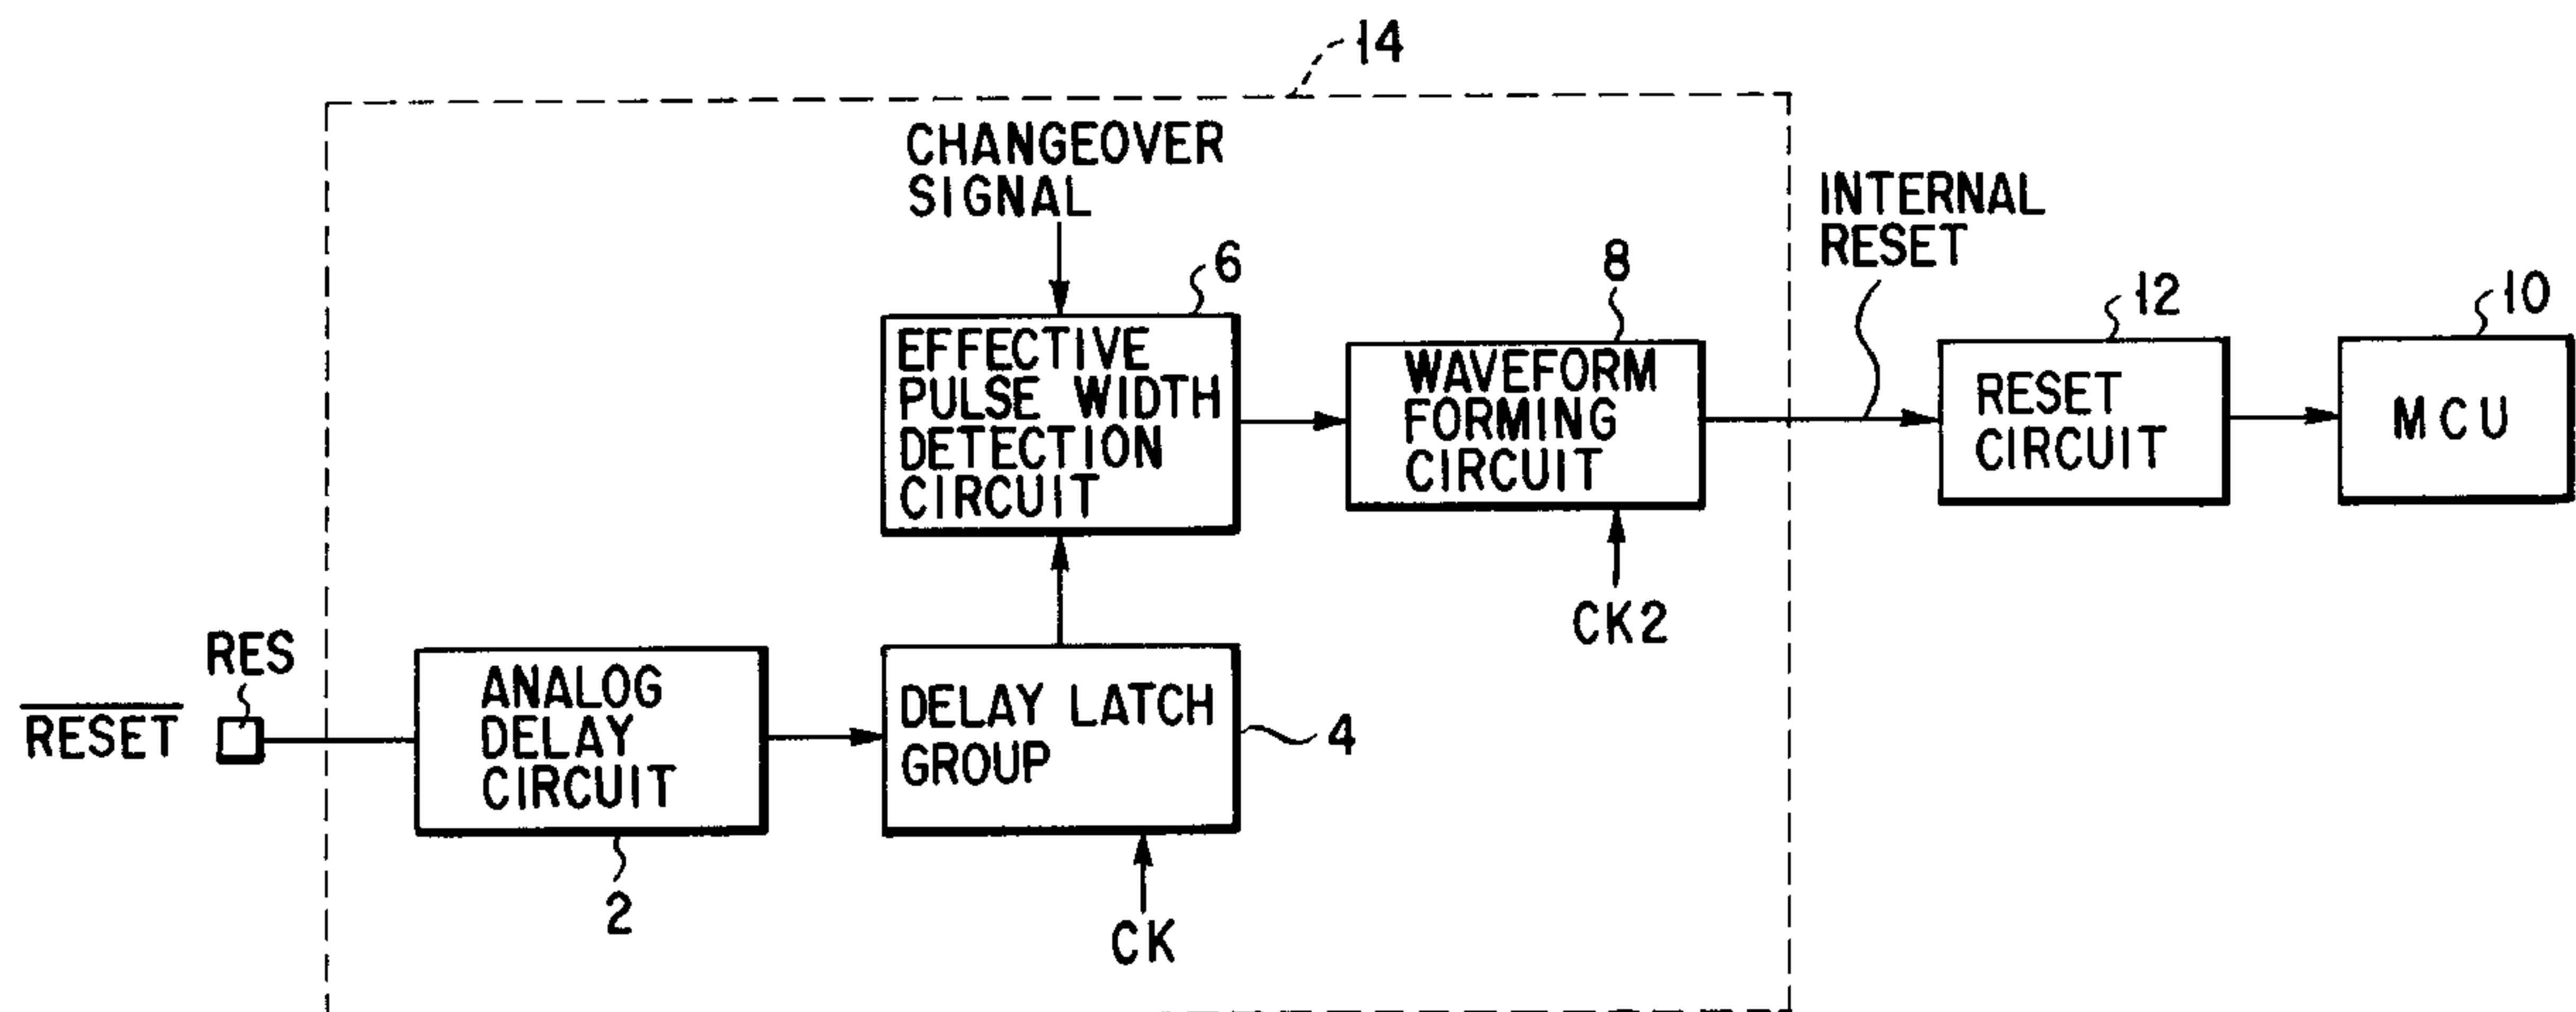 14
CHANGEOVER
SIGNAL
INTERNAL
RESET
6
8
12
10
EFFECTIVE
PULSE WIDTH
DETECTION
CIRCUIT
WAVEFORM
FORMING
CIRCUIT
RESET
CIRCUIT
MCU
CK2
RES
RESET
ANALOG
DELAY
CIRCUIT
DELAY LATCH
GROUP
4
2
CK